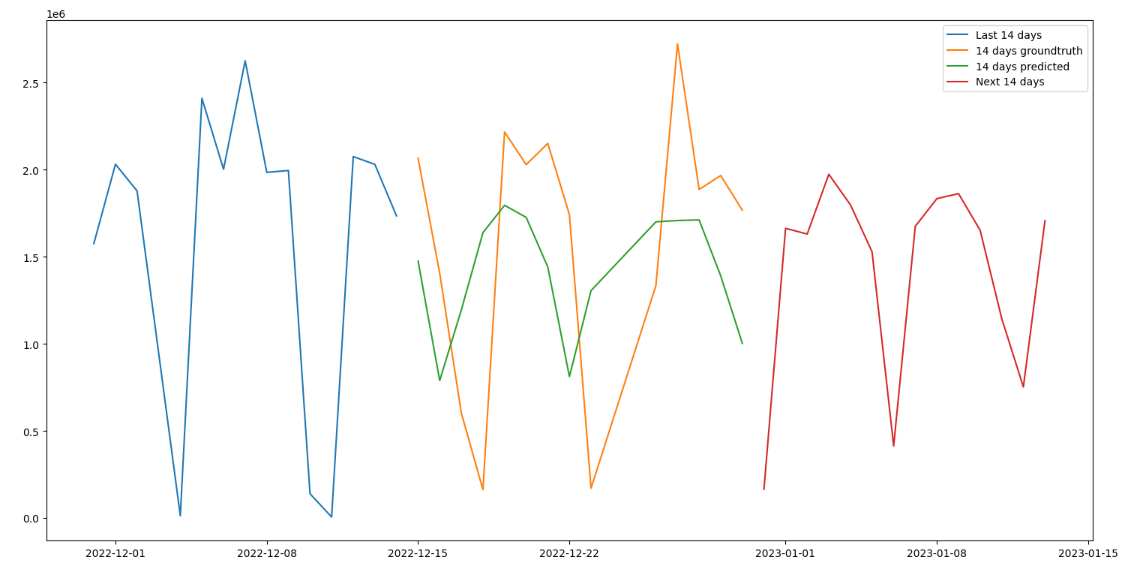 1e6
Last 14 days
14 days groundtruth
14 days predicted
Next 14 days
2.5
2.0
1.5
1.0
0.5
0.0
2022-12-01 2022-12-08 2022-12-15 2022-12-22 2023-01-01 2023-01-08 2023-01-15